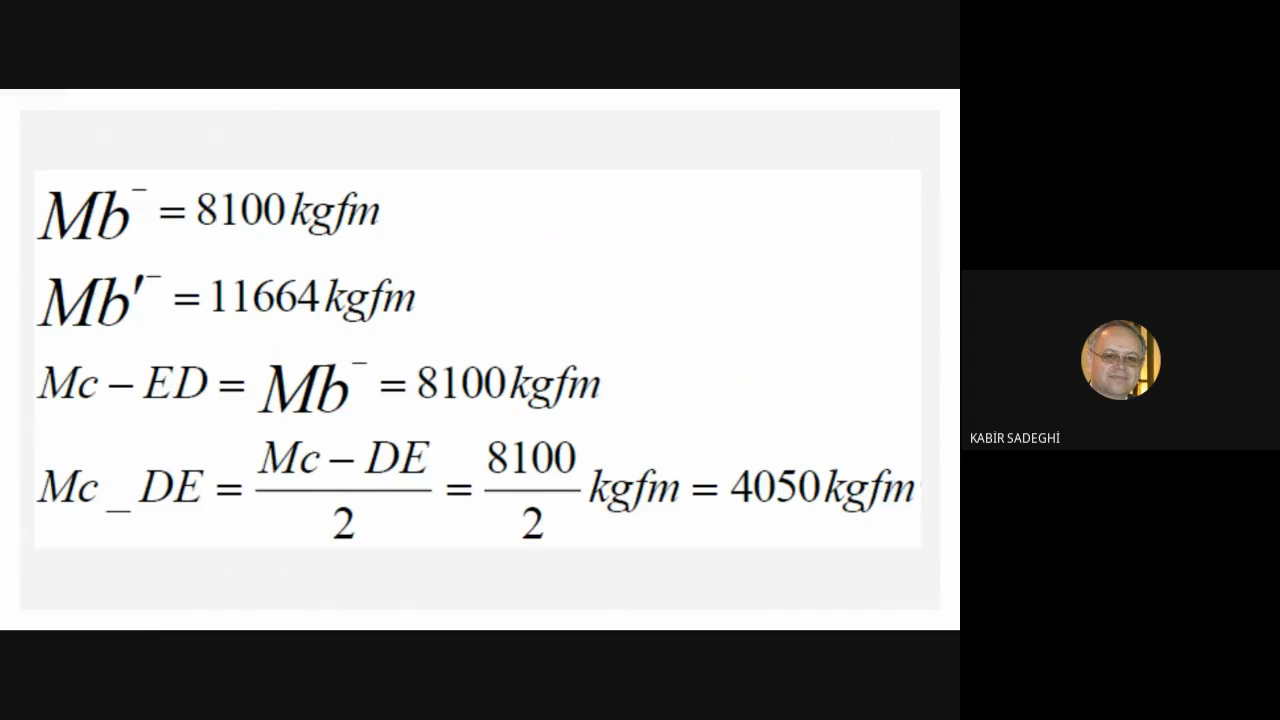 Mb⁻ = 8100 kgfm
Mb'⁻ = 11664 kgfm
Mc – ED = Mb⁻ = 8100 kgfm
Mc _ DE = (Mc – DE)/2 = 8100/2 kgfm = 4050 kgfm
KABİR SADEGHİ